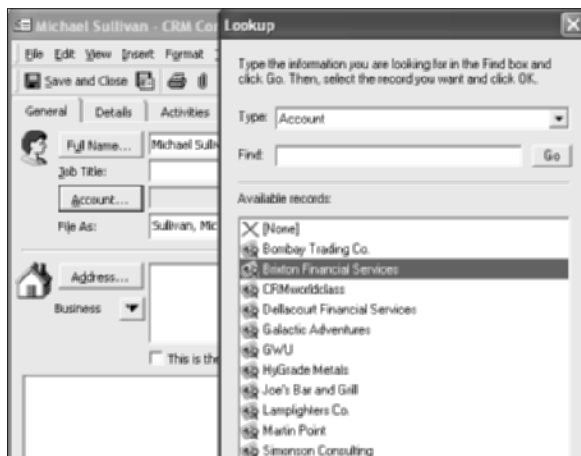 Michael Sullivan - CRM Co
File Edit View Insert Format
Save and Close
General Details Activities
Full Name... Michael Sulliv
Job Title:
Account...
File As: Sullivan, Mic
Address...
Business
This is the
Lookup
Type the information you are looking for in the Find box and
click Go. Then, select the record you want and click OK.
Type: Account
Find: Go
Available records:
[None]
Bombay Trading Co.
Brixton Financial Services
CRMworldclass
Dellacourt Financial Services
Galactic Adventures
GWU
HyGrade Metals
Joe's Bar and Grill
Lamplighters Co.
Martin Point
Simonson Consulting